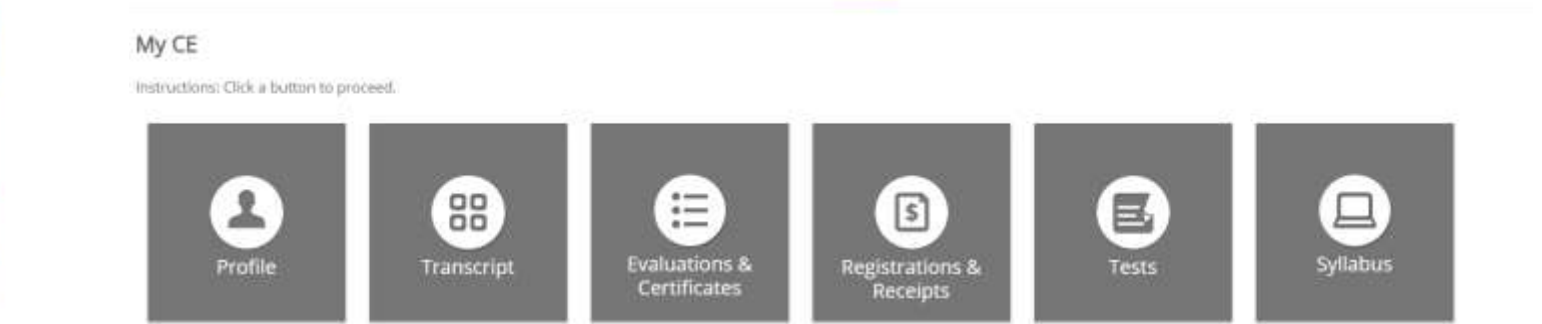 My CE
Instructions: Click a button to proceed.
Profile
Transcript
Evaluations &
Certificates
$
Registrations &
Receipts
Tests
Syllabus